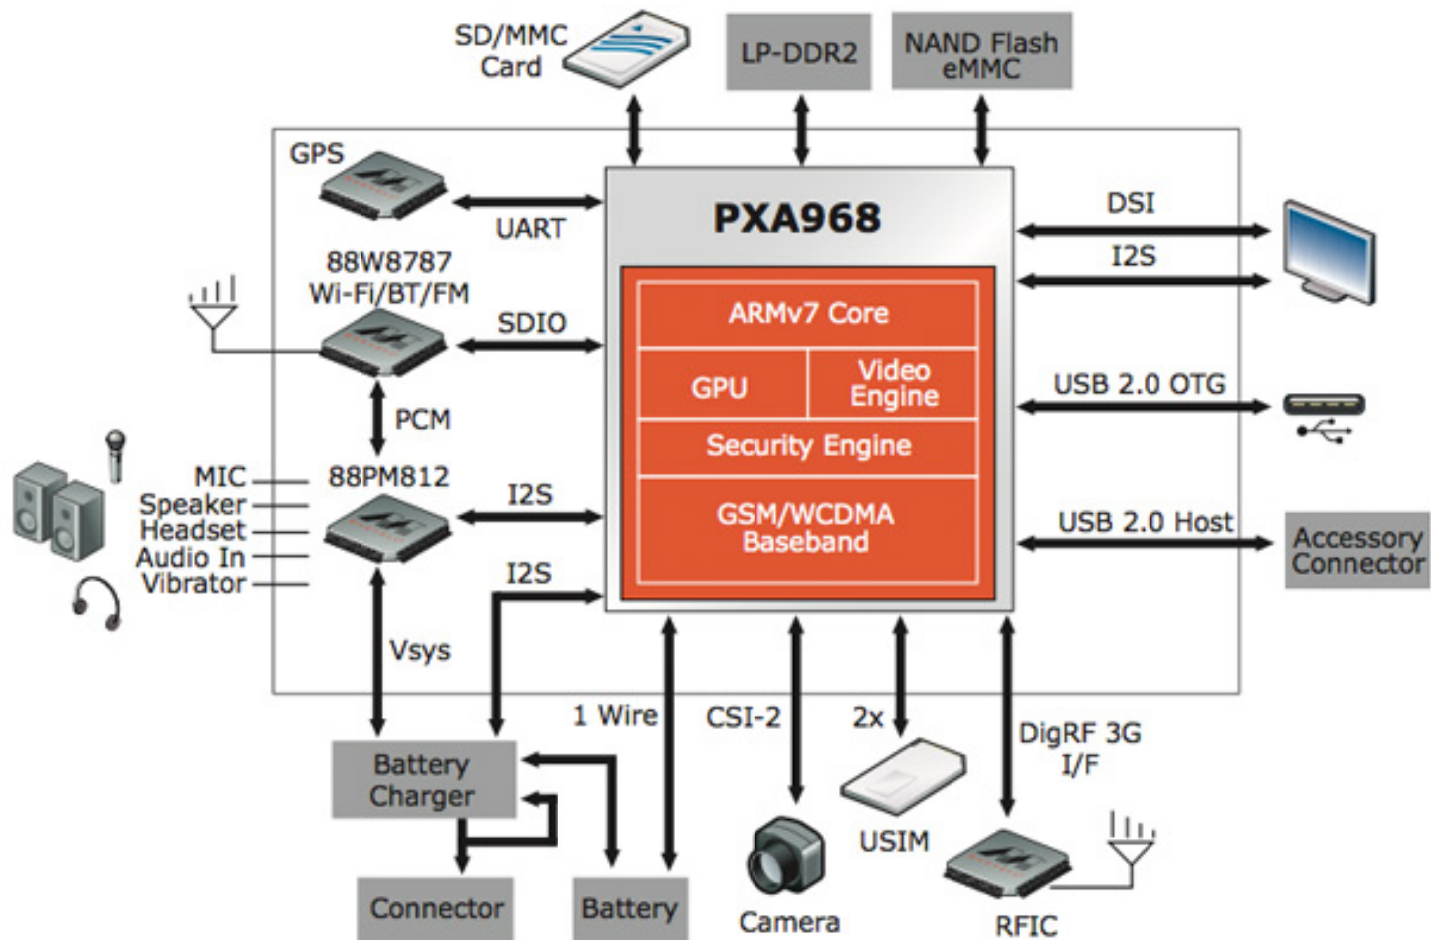 SD/MMC
Card
LP-DDR2
NAND Flash
eMMC
GPS
UART
PXA968
DSI
I2S
88W8787
Wi-Fi/BT/FM
SDIO
ARMv7 Core
GPU
Video
Engine
USB 2.0 OTG
PCM
Security Engine
MIC
Speaker
Headset
Audio In
Vibrator
88PM812
I2S
GSM/WCDMA
Baseband
USB 2.0 Host
Accessory
Connector
I2S
Vsys
1 Wire
CSI-2
2x
DigRF 3G
I/F
Battery
Charger
USIM
Connector
Battery
Camera
RFIC